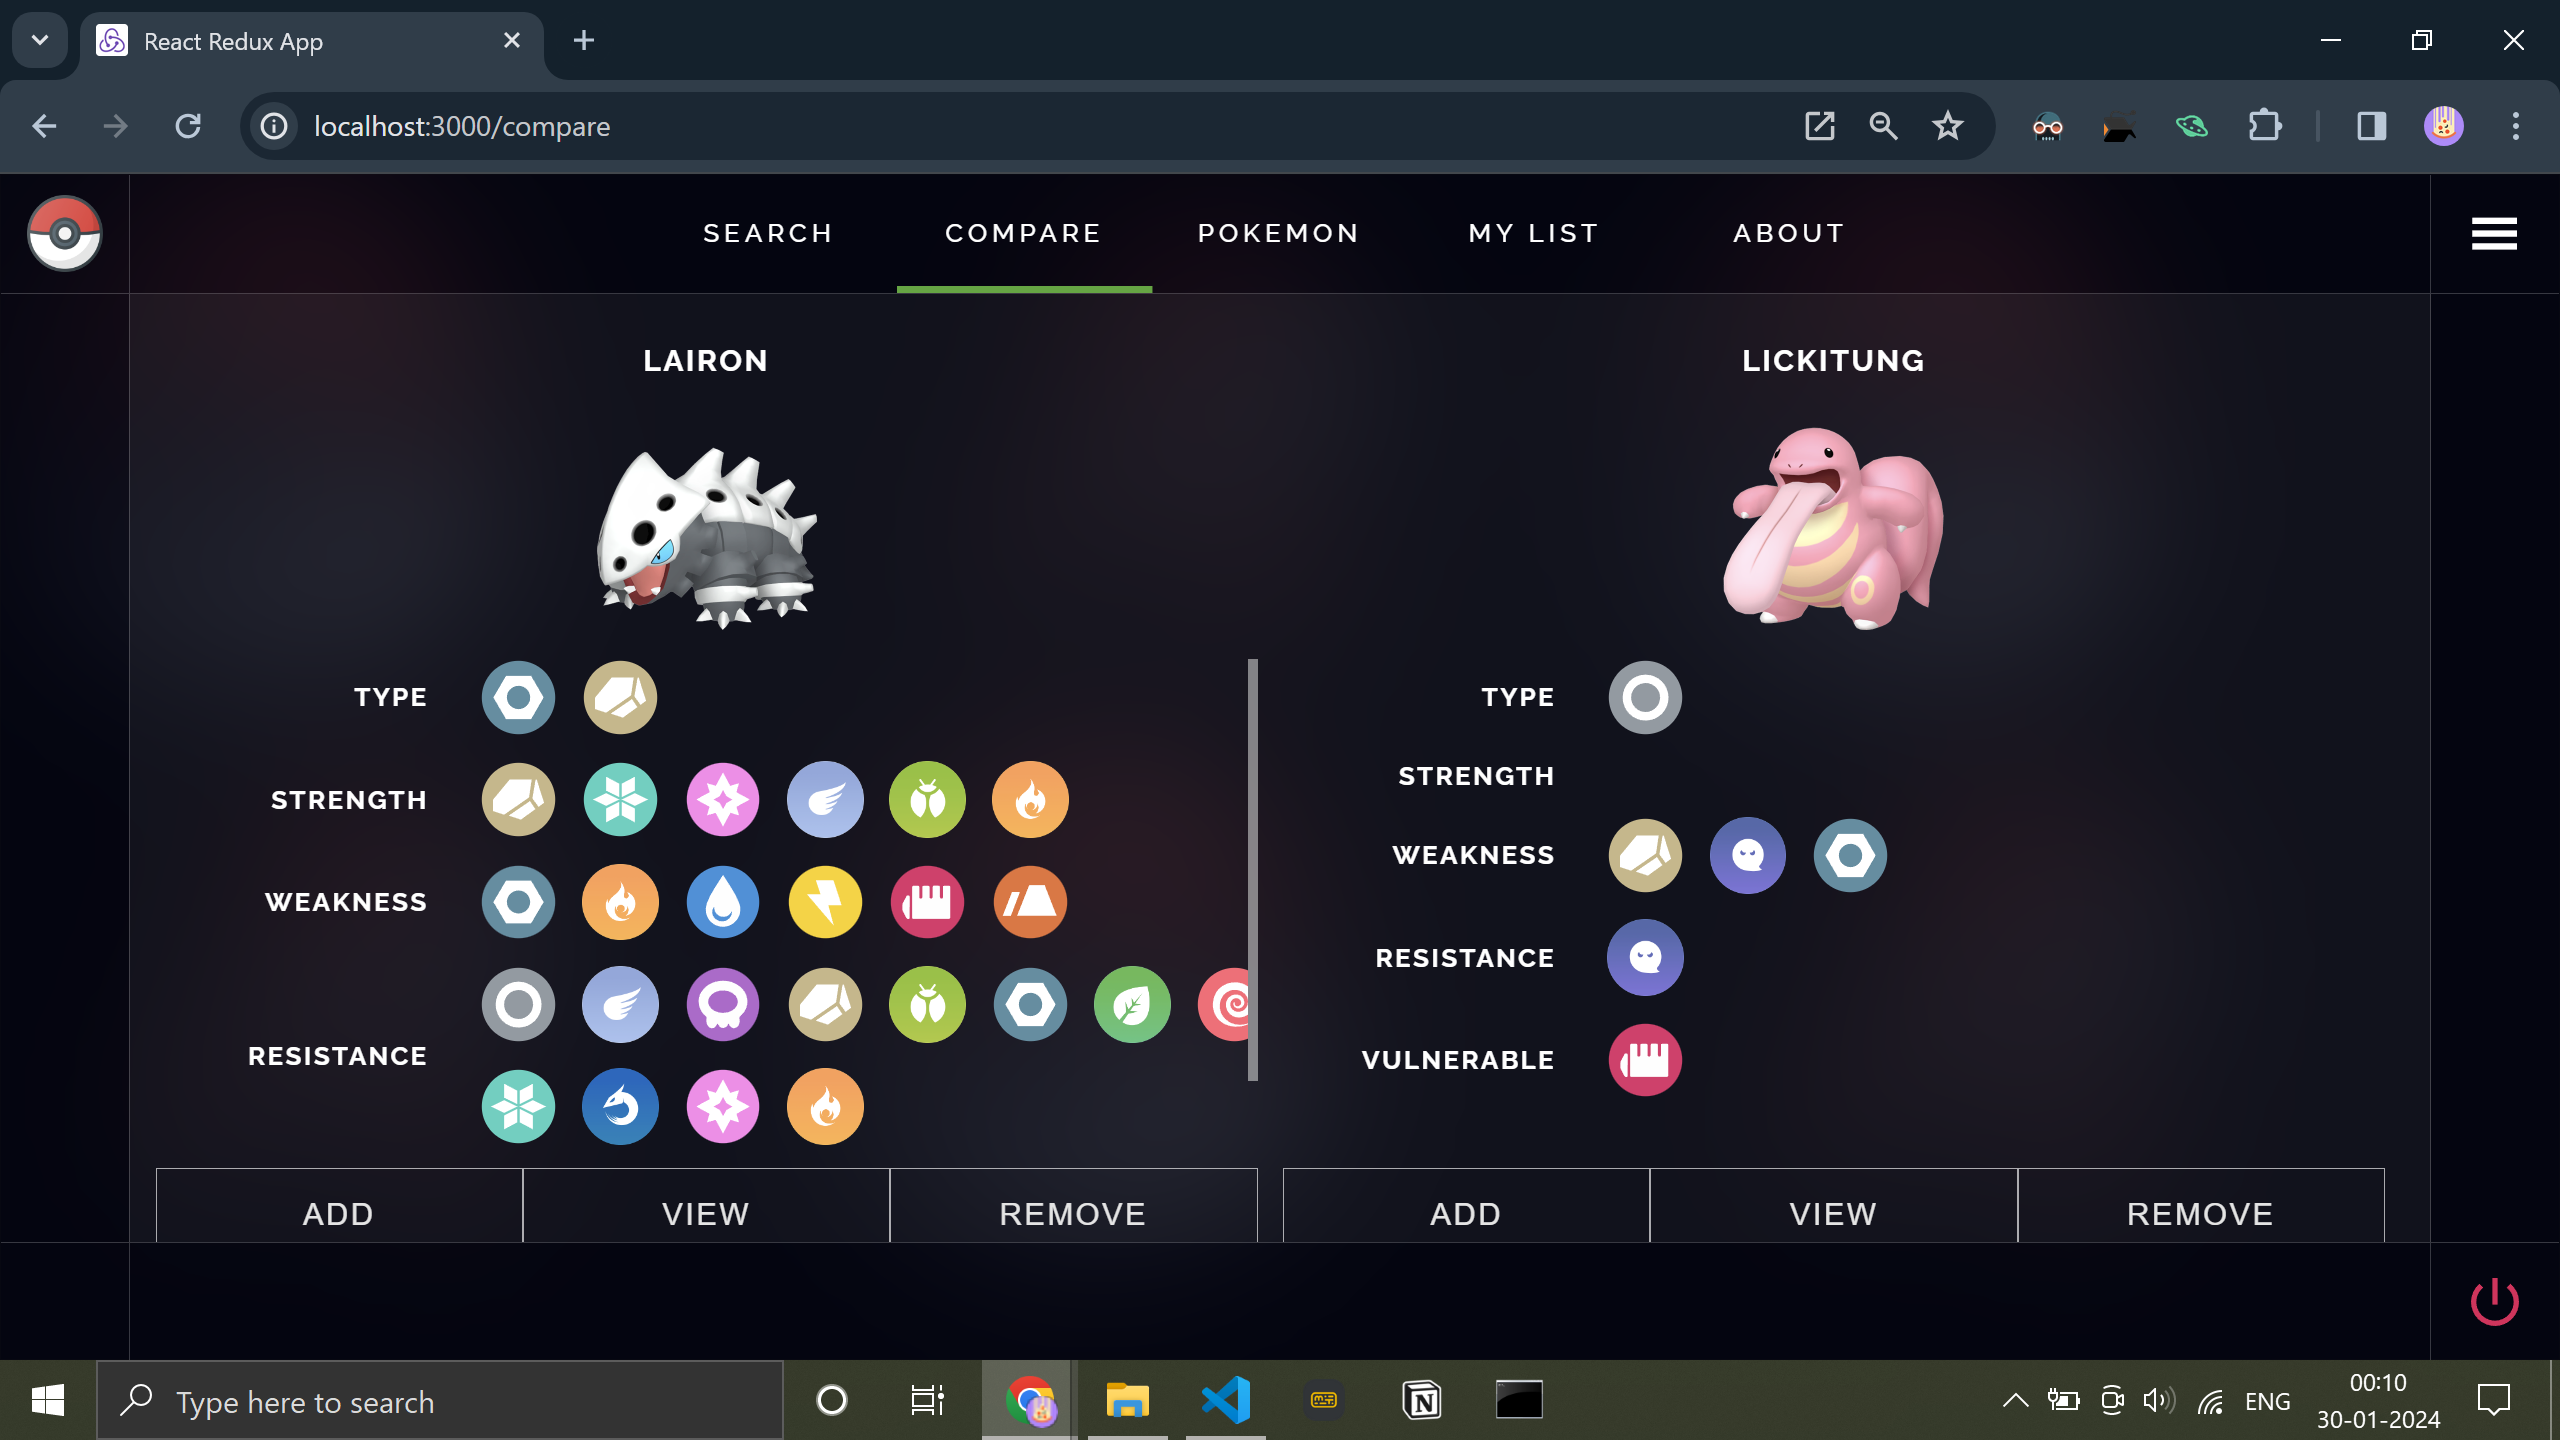 React Redux App
localhost:3000/compare
SEARCH
COMPARE
POKEMON
MY LIST
ABOUT
LAIRON
TYPE
STRENGTH
WEAKNESS
RESISTANCE
ADD
VIEW
REMOVE
LICKITUNG
TYPE
STRENGTH
WEAKNESS
RESISTANCE
VULNERABLE
ADD
VIEW
REMOVE
Type here to search
ENG
00:10
30-01-2024